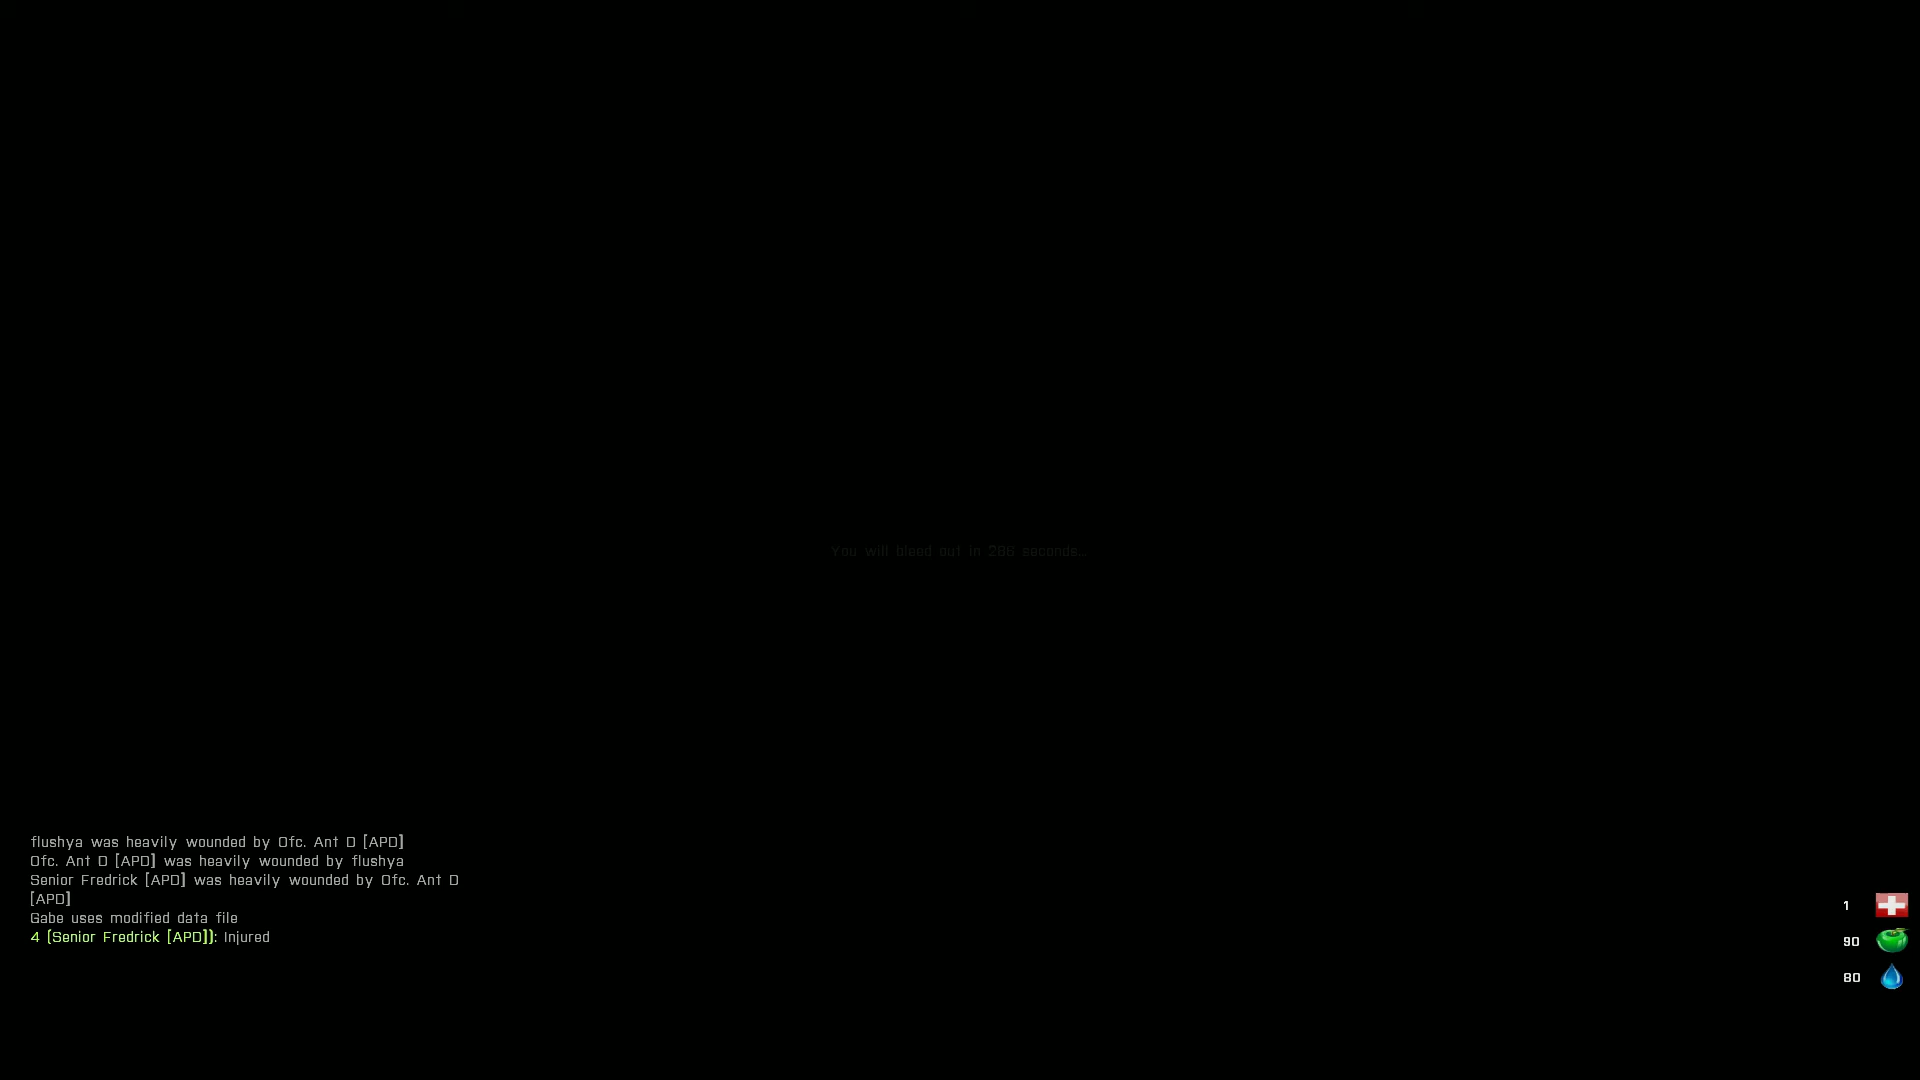 You will bleed out in 286 seconds..
flushya was heavily wounded by Ofc. Ant D [APD]
Ofc. Ant D [APD] was heavily wounded by flushya
Senior Fredrick [APD] was heavily wounded by Ofc. Ant D
[APD]
Gabe uses modified data file
4 (Senior Fredrick [APD]): Injured
1
90
80